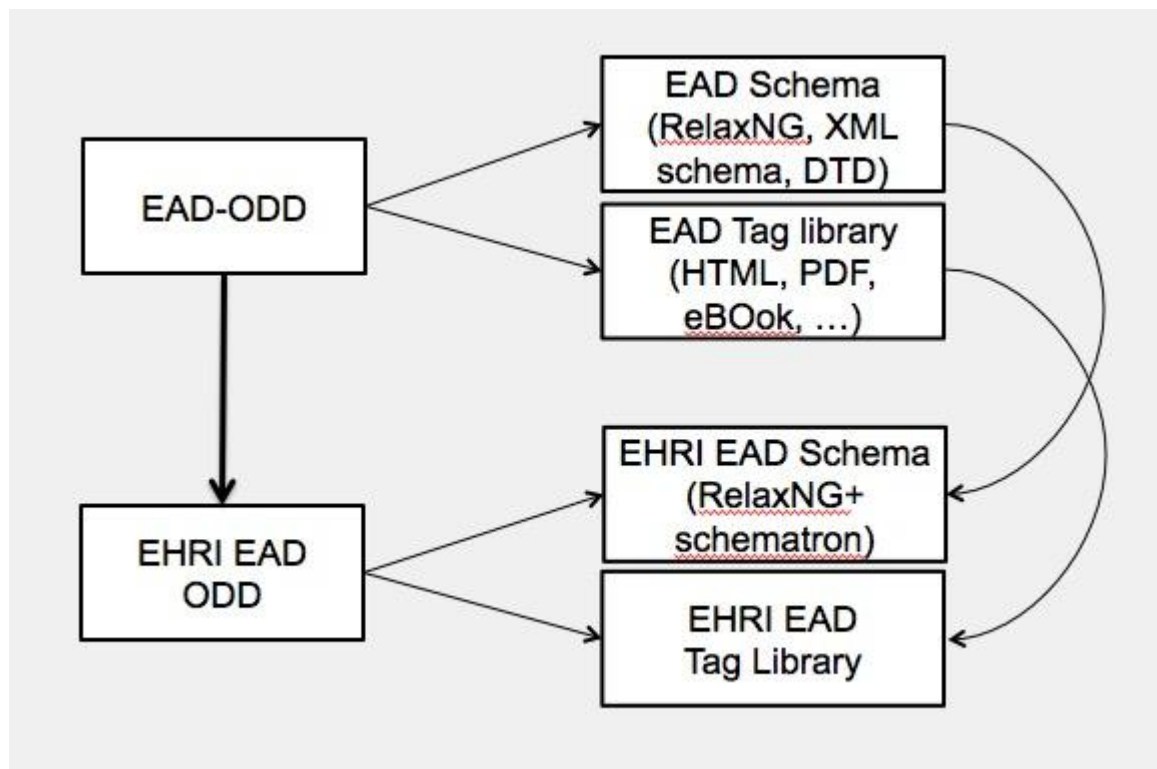 EAD-ODD
EAD Schema
(RelaxNG, XML
schema, DTD)
EAD Tag library
(HTML, PDF,
eBOok, …)
EHRI EAD
ODD
EHRI EAD Schema
(RelaxNG+
schematron)
EHRI EAD
Tag Library